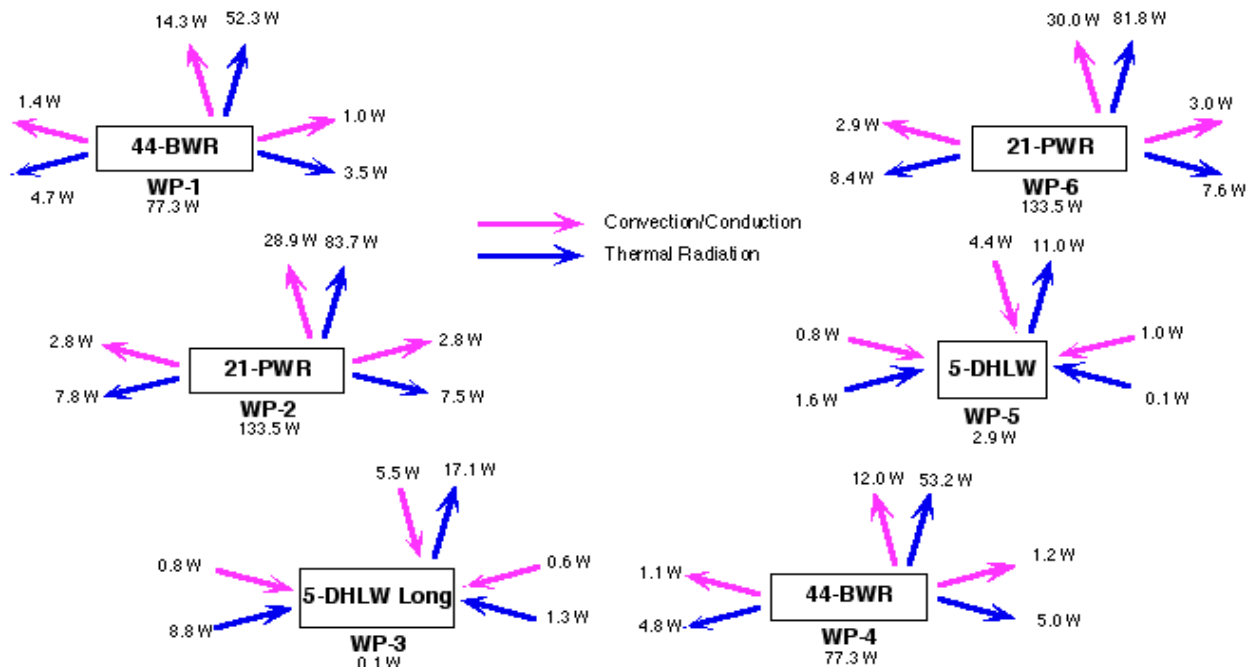 14.3 W 52.3 W
1.4 W
1.0 W
44-BWR
4.7 W
3.5 W
WP-1
77.3 W
30.0 W 81.8 W
2.9 W
3.0 W
21-PWR
8.4 W
7.6 W
WP-6
133.5 W
Convection/Conduction
Thermal Radiation
28.9 W 83.7 W
2.8 W
2.8 W
21-PWR
7.8 W
7.5 W
WP-2
133.5 W
4.4 W 11.0 W
0.8 W
1.0 W
5-DHLW
1.6 W
0.1 W
WP-5
2.9 W
5.5 W 17.1 W
0.8 W
0.6 W
5-DHLW Long
8.8 W
1.3 W
WP-3
0.1 W
12.0 W 53.2 W
1.1 W
1.2 W
44-BWR
4.8 W
5.0 W
WP-4
77.3 W